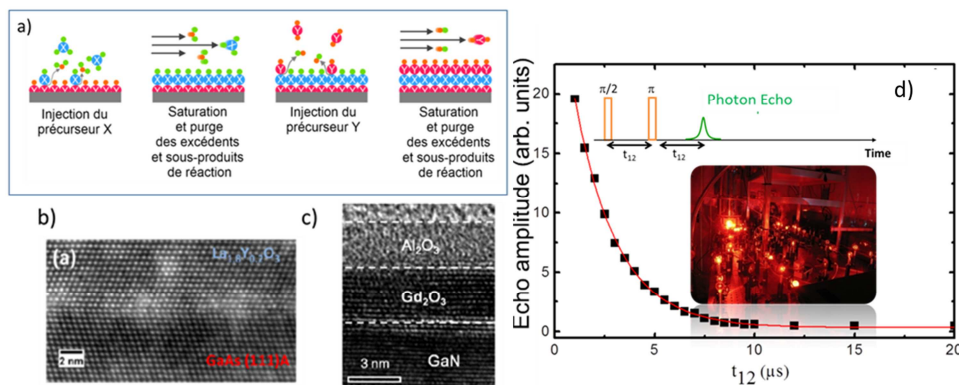 a)
Injection du
précurseur X
Saturation
et purge
des excédents
et sous-produits
de réaction
Injection du
précurseur Y
Saturation
et purge
des excédents
et sous-produits
de réaction
b)
(a)
GaAs [111]A
2 nm
c)
Al₂O₃
Gd₂O₃
GaN
3 nm
d)
Echo amplitude (arb. units)
20
15
10
5
0
π/2
π
Photon Echo
t₁₂
t₁₂
Time
0
5
10
15
20
t₁₂ (µs)